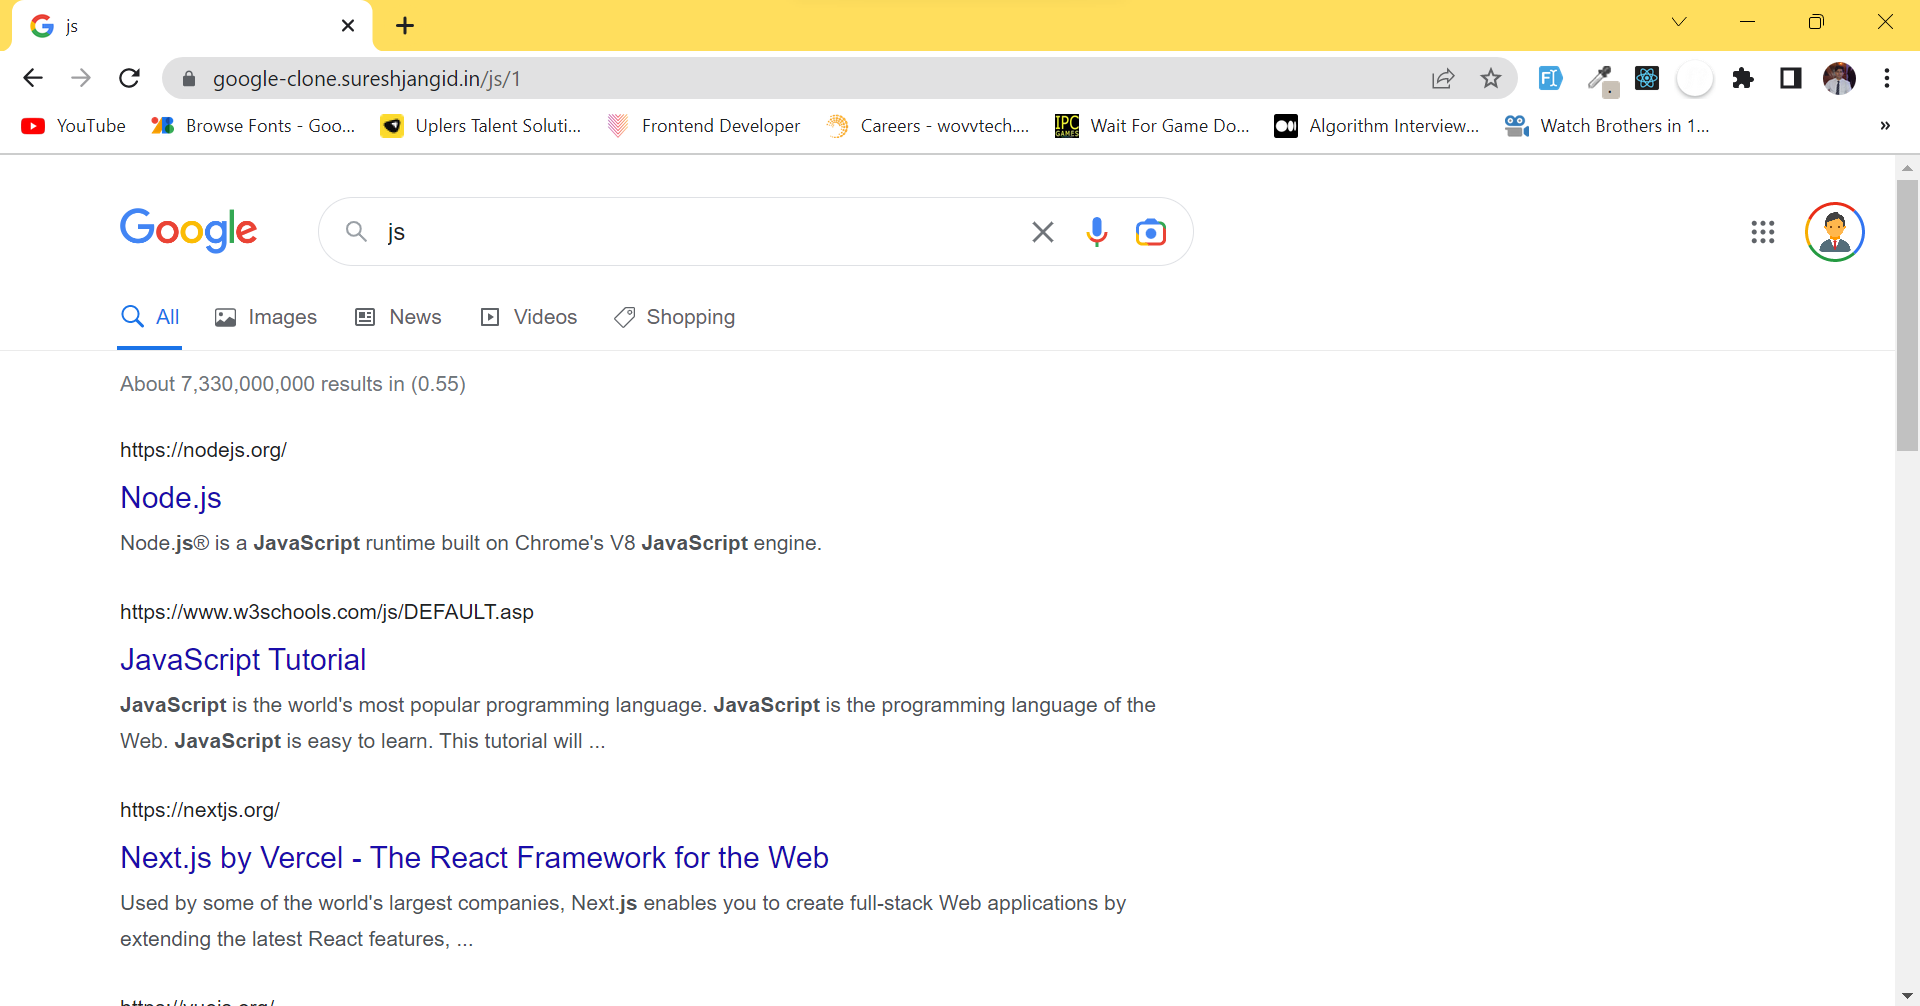 js
google-clone.sureshjangid.in/js/1
YouTube
Browse Fonts - Goo...
Uplers Talent Soluti...
Frontend Developer
Careers - wovvtech....
IPC GAMES
Wait For Game Do...
Algorithm Interview...
Watch Brothers in 1...
»
Google
js
All
Images
News
Videos
Shopping
About 7,330,000,000 results in (0.55)
https://nodejs.org/
Node.js
Node.js® is a JavaScript runtime built on Chrome's V8 JavaScript engine.
https://www.w3schools.com/js/DEFAULT.asp
JavaScript Tutorial
JavaScript is the world's most popular programming language. JavaScript is the programming language of the
Web. JavaScript is easy to learn. This tutorial will ...
https://nextjs.org/
Next.js by Vercel - The React Framework for the Web
Used by some of the world's largest companies, Next.js enables you to create full-stack Web applications by
extending the latest React features, ...
https://vuejs.org/